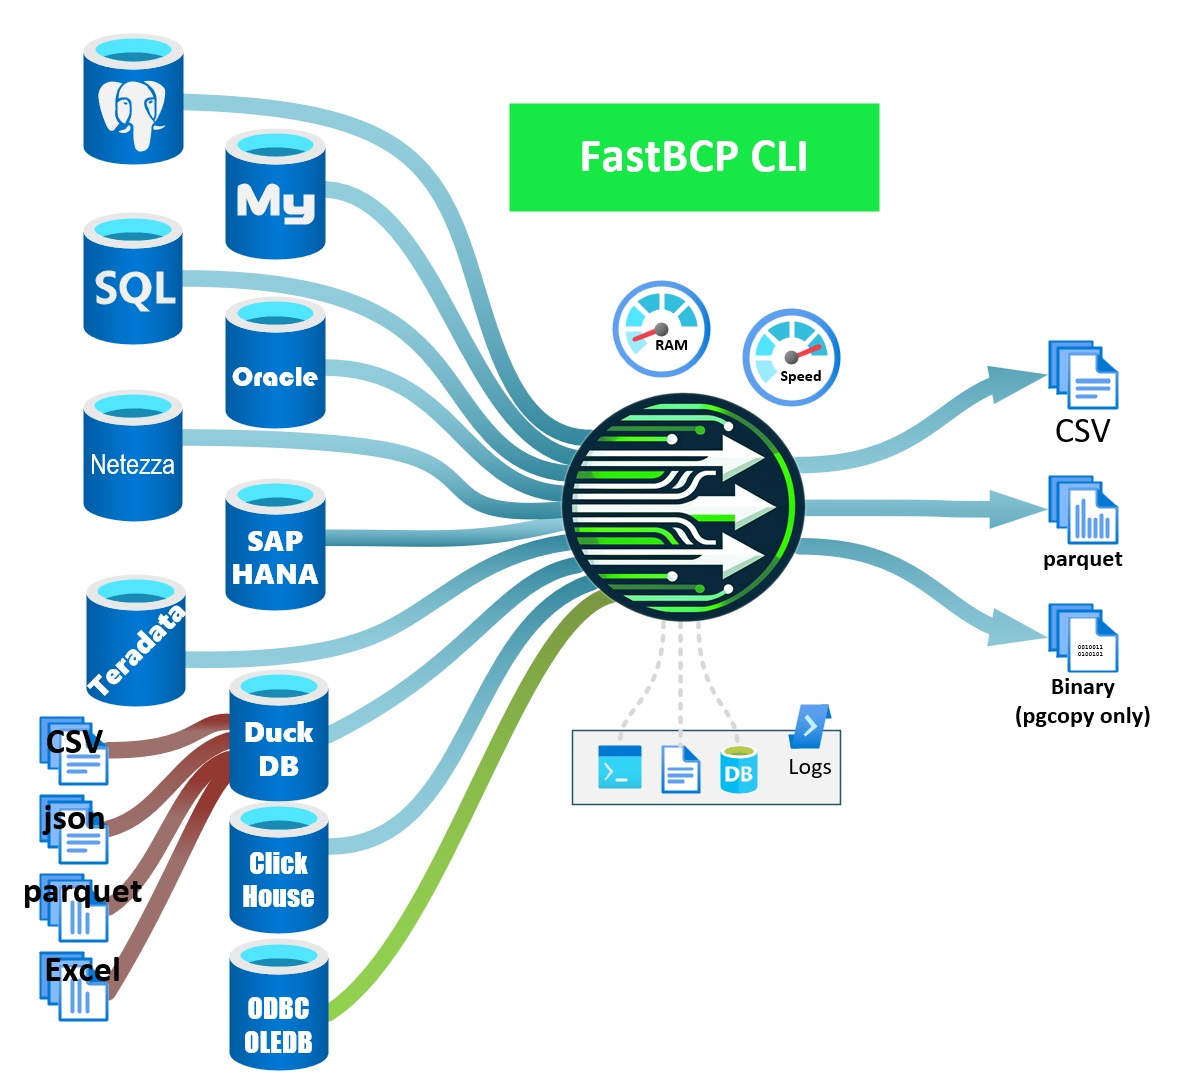 FastBCP CLI
My
SQL
Oracle
Netezza
SAP
HANA
Teradata
Duck
DB
Click
House
ODBC
OLEDB
CSV
json
parquet
Excel
RAM
Speed
>_
DB
Logs
CSV
parquet
0010011
0100101
Binary
(pgcopy only)